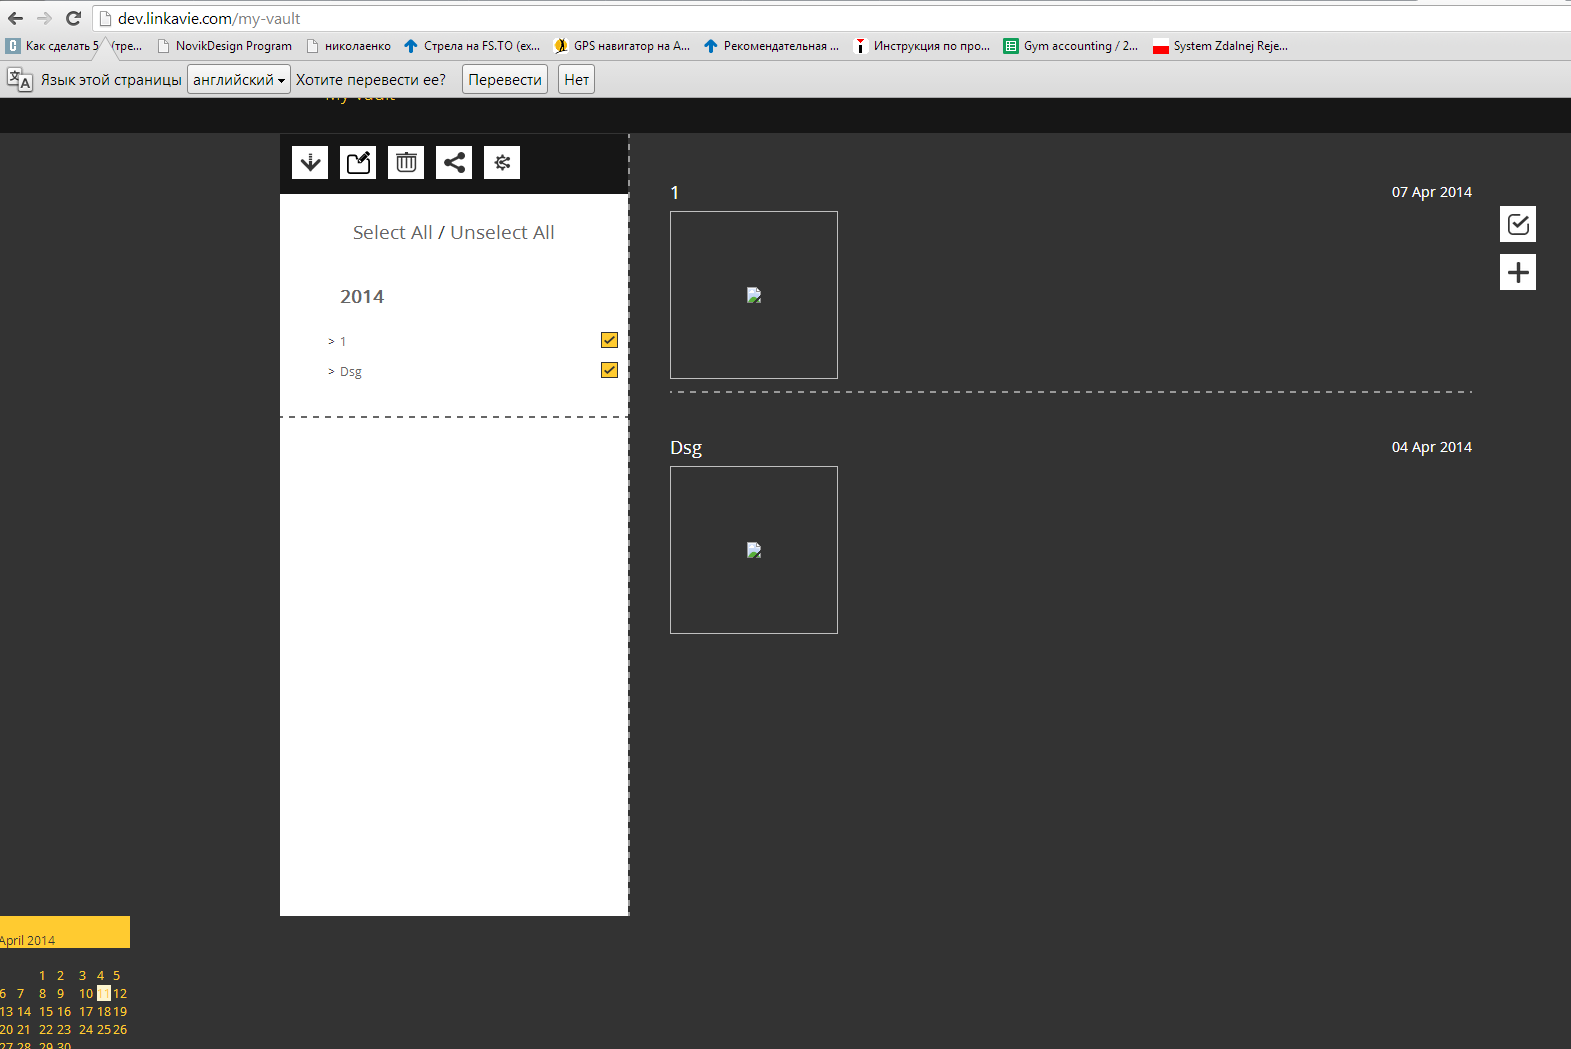 dev.linkavie.com/my-vault
Как сделать 5 (тре... NovikDesign Program николаенко Стрела на FS.TO (ex... GPS навигатор на А... Рекомендательная ... Инструкция по про... Gym accounting / 2... System Zdalnej Reje...
Язык этой страницы английский Хотите перевести ее? Перевести Нет
My vault
Select All / Unselect All
2014
> 1
> Dsg
1 07 Apr 2014
Dsg 04 Apr 2014
April 2014
1 2 3 4 5
6 7 8 9 10 11 12
13 14 15 16 17 18 19
20 21 22 23 24 25 26
27 28 29 30